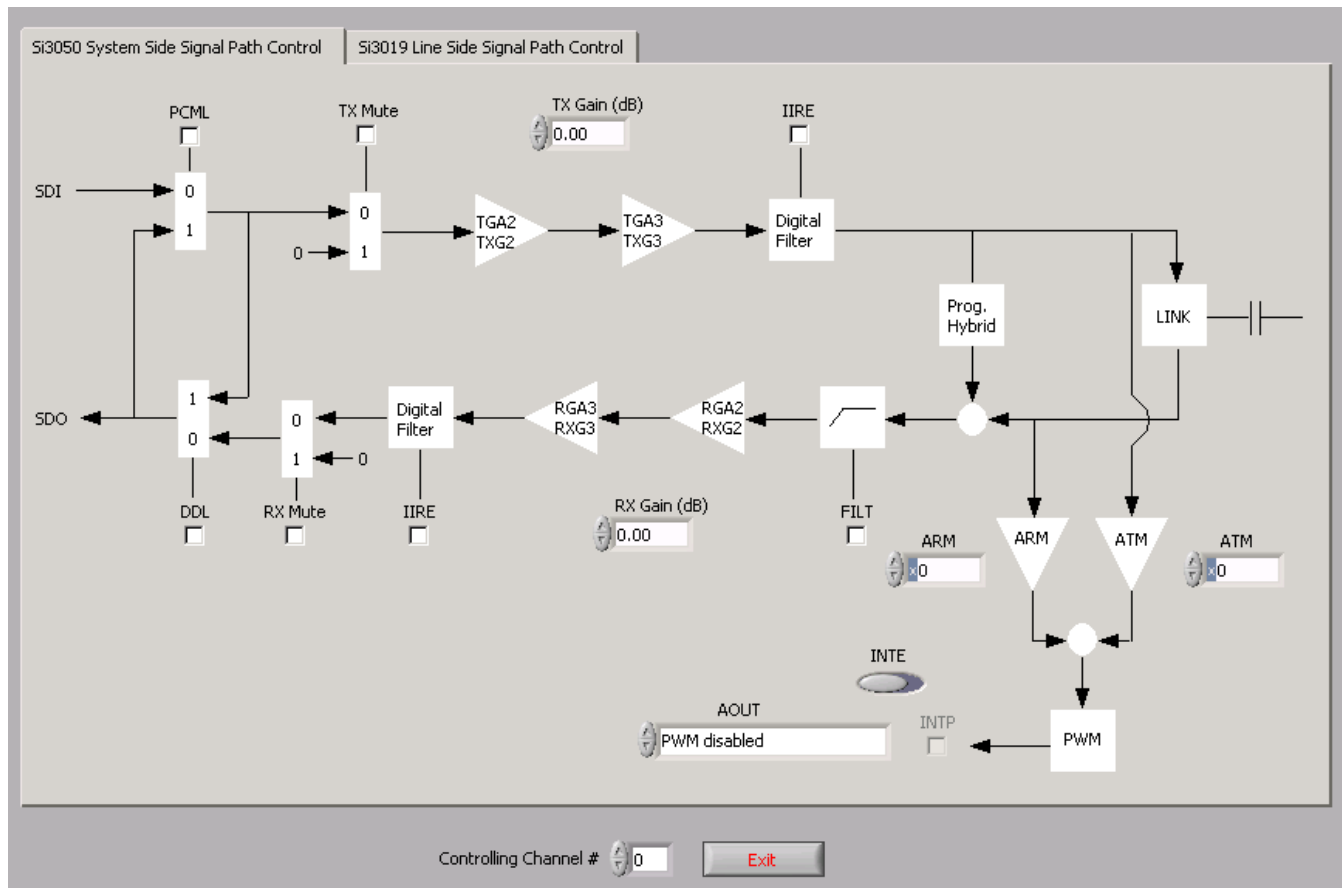 Si3050 System Side Signal Path Control
Si3019 Line Side Signal Path Control
PCML
TX Mute
TX Gain (dB)
0.00
IIRE
SDI
0
1
0
1
0
TGA2
TXG2
TGA3
TXG3
Digital
Filter
Prog.
Hybrid
LINK
SDO
1
0
0
1
0
Digital
Filter
RGA3
RXG3
RGA2
RXG2
DDL
RX Mute
IIRE
RX Gain (dB)
0.00
FILT
ARM
x0
ARM
ATM
ATM
x0
INTE
AOUT
PWM disabled
INTP
PWM
Controlling Channel #
0
Exit